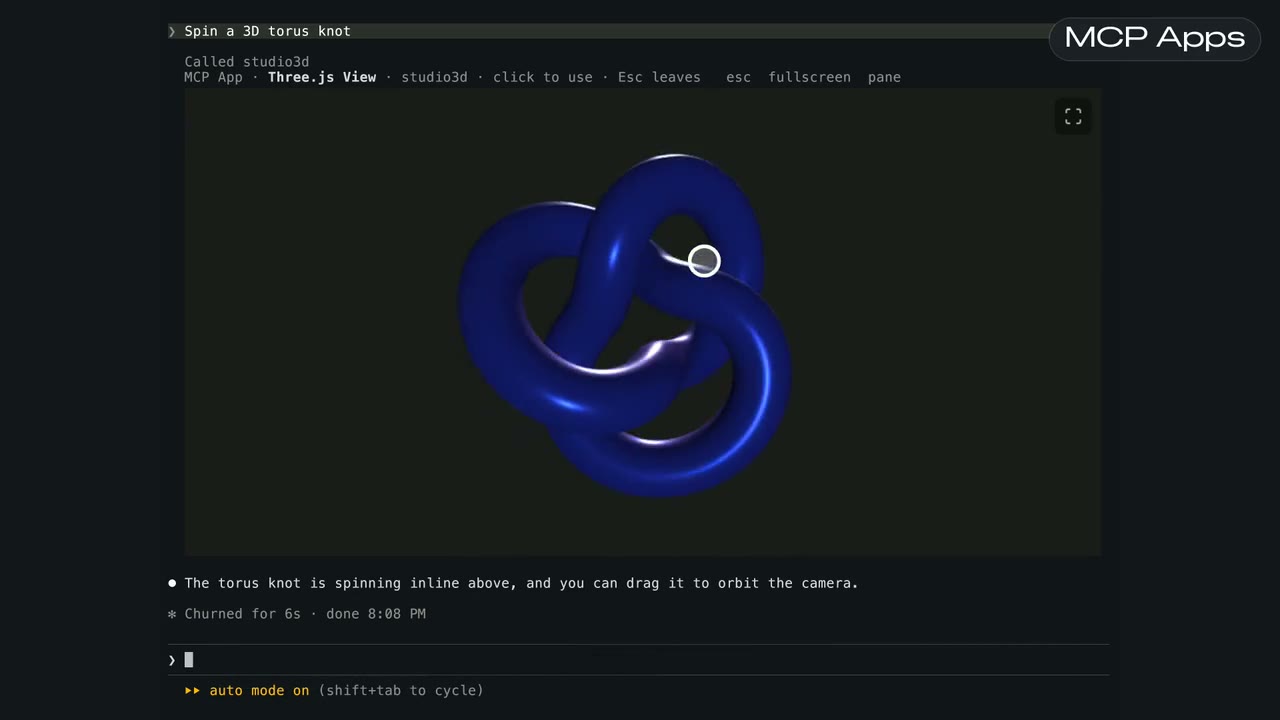 ❯ Spin a 3D torus knot
MCP Apps
Called studio3d
MCP App · Three.js View · studio3d · click to use · Esc leaves esc fullscreen pane
● The torus knot is spinning inline above, and you can drag it to orbit the camera.
✻ Churned for 6s · done 8:08 PM
❯
▸▸ auto mode on (shift+tab to cycle)